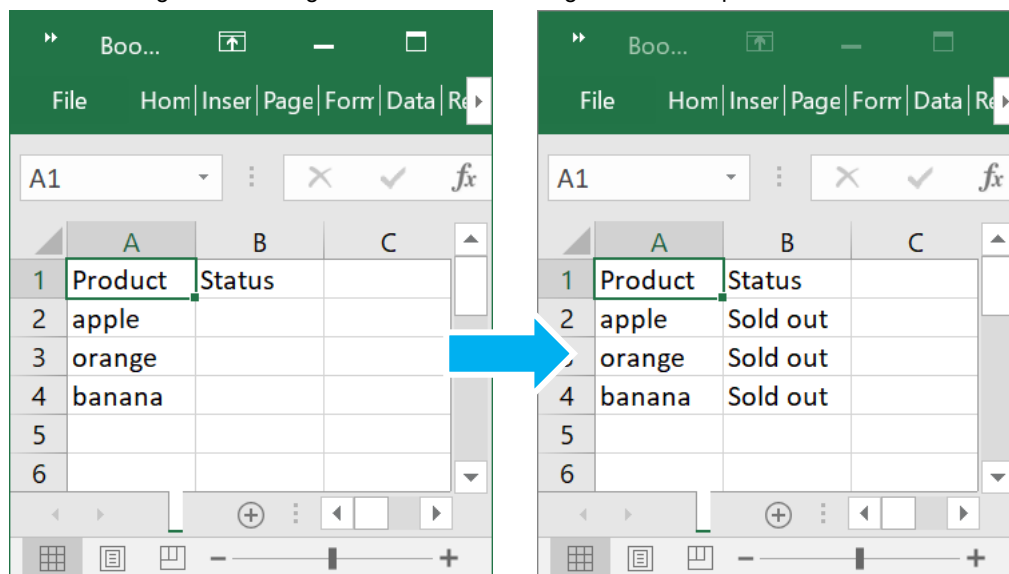 Boo...
File Hom Inser Page Form Data Re
A1 fx
A B C
1 Product Status
2 apple
3 orange
4 banana
5
6
Boo...
File Hom Inser Page Form Data Re
A1 fx
A B C
1 Product Status
2 apple Sold out
orange Sold out
4 banana Sold out
5
6